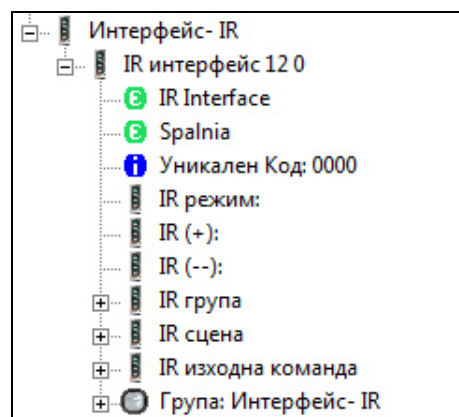 Интерфейс- IR
IR интерфейс 12 0
IR Interface
Spalnia
Уникален Код: 0000
IR режим:
IR (+):
IR (--):
IR група
IR сцена
IR изходна команда
Група: Интерфейс- IR